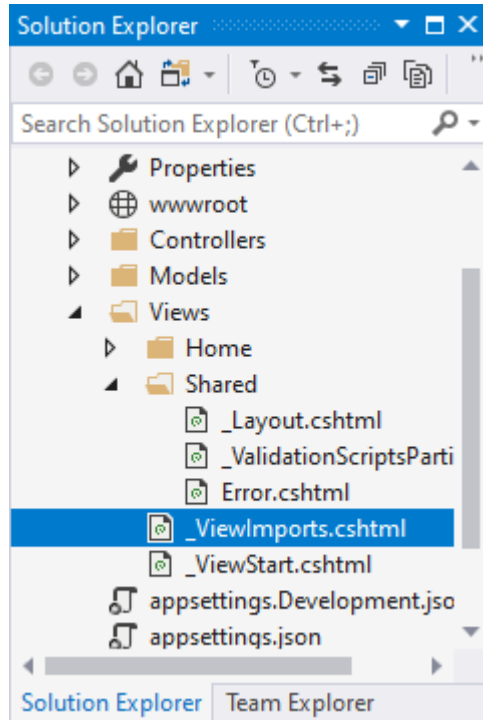 Solution Explorer
Search Solution Explorer (Ctrl+;)
Properties
wwwroot
Controllers
Models
Views
Home
Shared
_Layout.cshtml
_ValidationScriptsParti
Error.cshtml
_ViewImports.cshtml
_ViewStart.cshtml
appsettings.Development.jso
appsettings.json
Solution Explorer Team Explorer